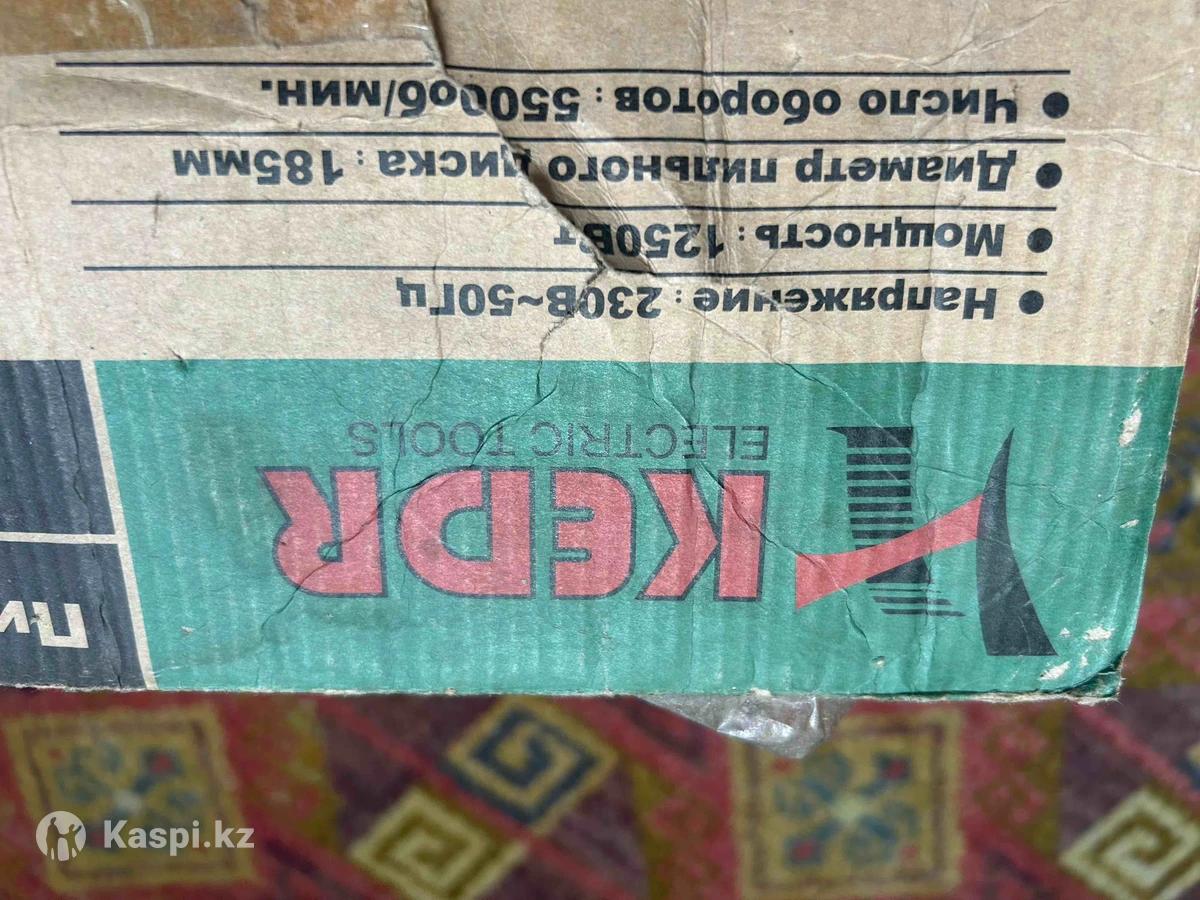 KEDR
ELECTRIC TOOLS
• Напряжение : 230В~50Гц
• Мощность : 1250Вт
• Диаметр пильного диска : 185мм
• Число оборотов : 5500об/мин.
Kaspi.kz